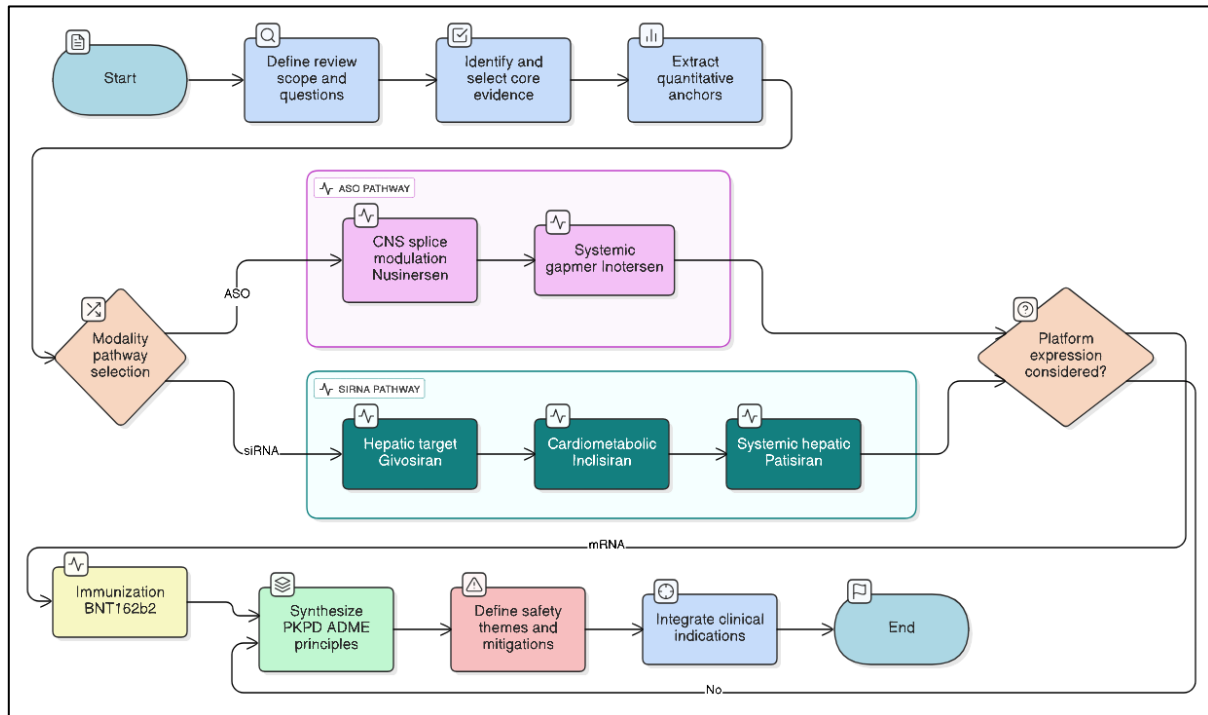 Start
Define review
scope and
questions
Identify and
select core
evidence
Extract
quantitative
anchors
ASO PATHWAY
CNS splice
modulation
Nusinersen
Systemic
gapmer Inotersen
ASO
Modality
pathway
selection
Platform
expression
considered?
SIRNA PATHWAY
siRNA
Hepatic target
Givosiran
Cardiometabolic
Inclisiran
Systemic hepatic
Patisiran
mRNA
Immunization
BNT162b2
Synthesize
PKPD ADME
principles
Define safety
themes and
mitigations
Integrate clinical
indications
End
No